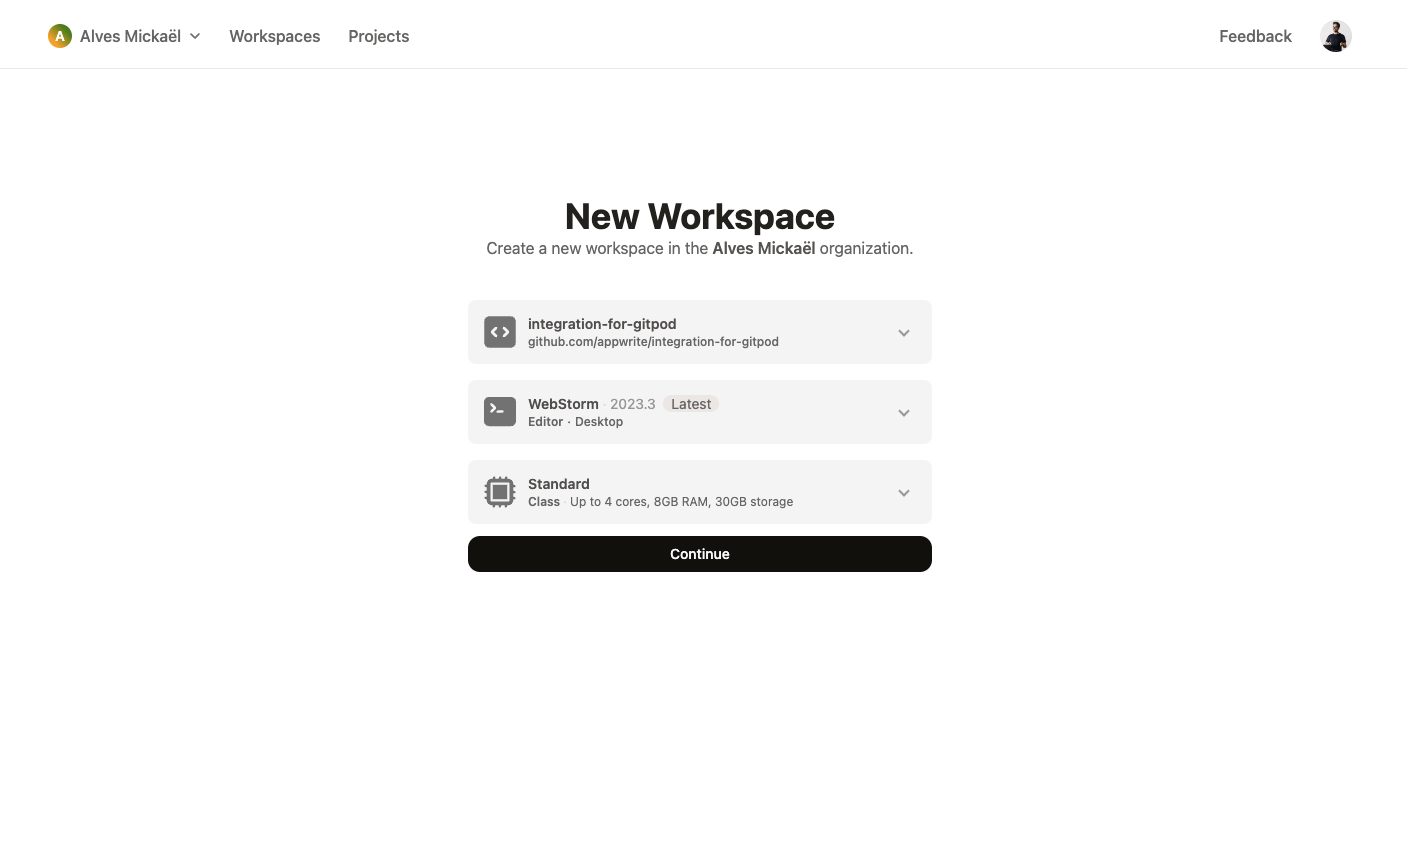 A Alves Mickaël Workspaces Projects Feedback
New Workspace
Create a new workspace in the Alves Mickaël organization.
integration-for-gitpod
github.com/appwrite/integration-for-gitpod
WebStorm · 2023.3 Latest
Editor · Desktop
Standard
Class · Up to 4 cores, 8GB RAM, 30GB storage
Continue